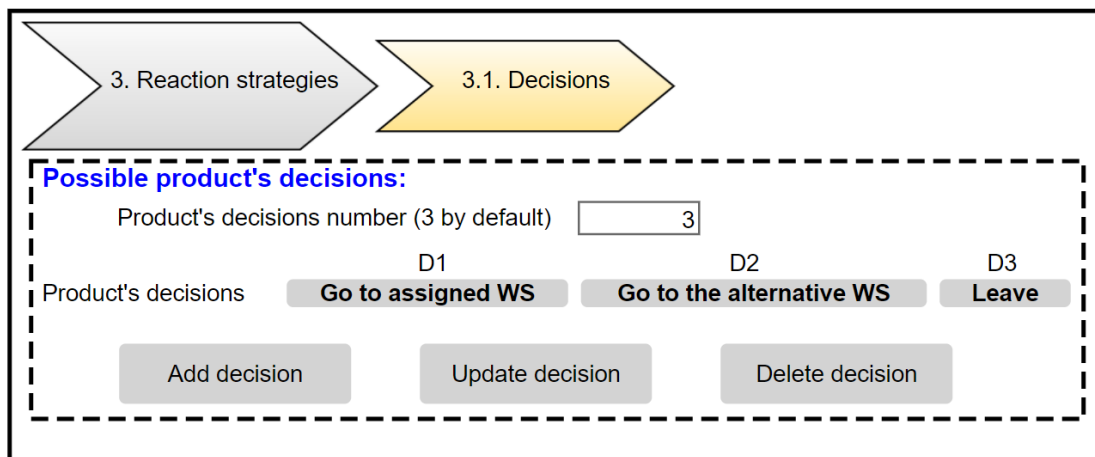 3. Reaction strategies
3.1. Decisions
Possible product's decisions:
Product's decisions number (3 by default) 3
D1 D2 D3
Product's decisions Go to assigned WS Go to the alternative WS Leave
Add decision Update decision Delete decision